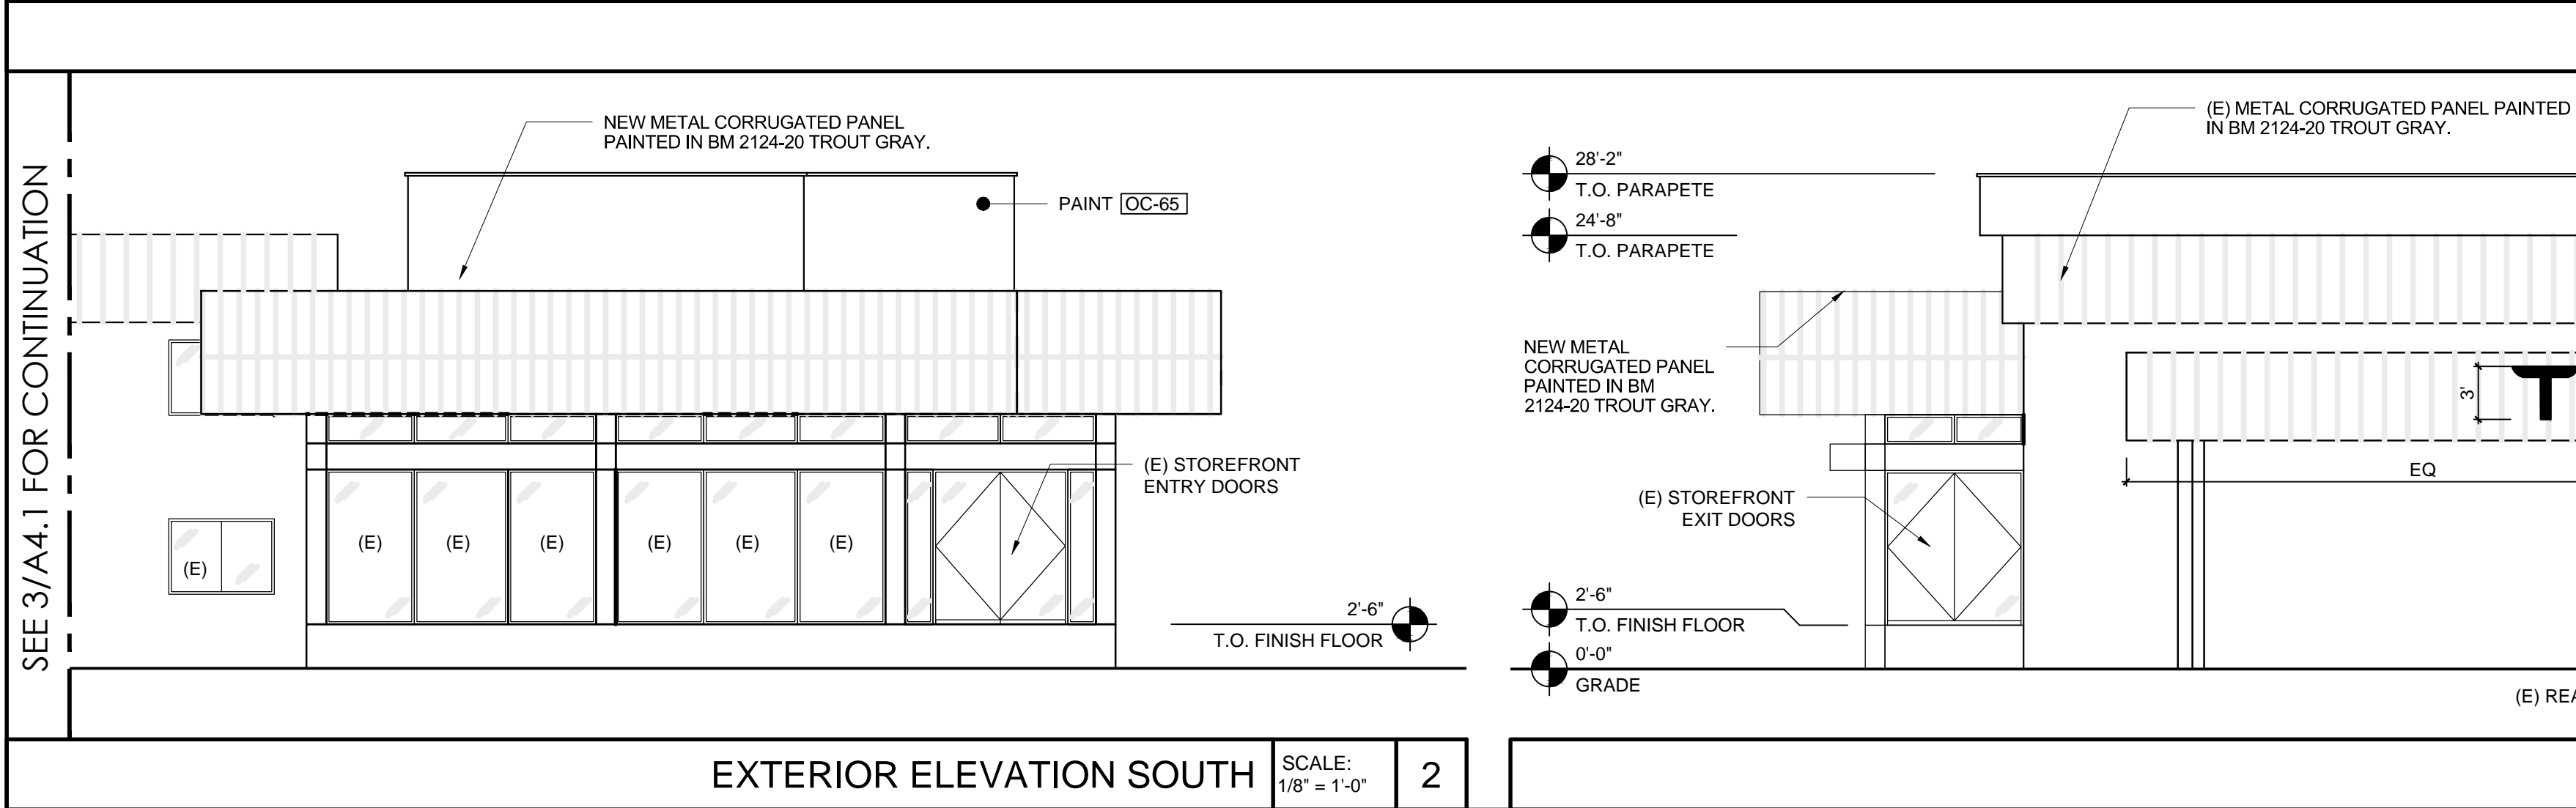 SEE 3/A4.1 FOR CONTINUATION
NEW METAL CORRUGATED PANEL
PAINTED IN BM 2124-20 TROUT GRAY.
PAINT OC-65
(E) STOREFRONT
ENTRY DOORS
(E)
(E)
(E)
(E)
(E)
(E)
(E)
2'-6"
T.O. FINISH FLOOR
EXTERIOR ELEVATION SOUTH
SCALE:
1/8" = 1'-0"
2
28'-2"
T.O. PARAPETE
24'-8"
T.O. PARAPETE
(E) METAL CORRUGATED PANEL PAINTED
IN BM 2124-20 TROUT GRAY.
NEW METAL
CORRUGATED PANEL
PAINTED IN BM
2124-20 TROUT GRAY.
3'
T
EQ
(E) STOREFRONT
EXIT DOORS
2'-6"
T.O. FINISH FLOOR
0'-0"
GRADE
(E)